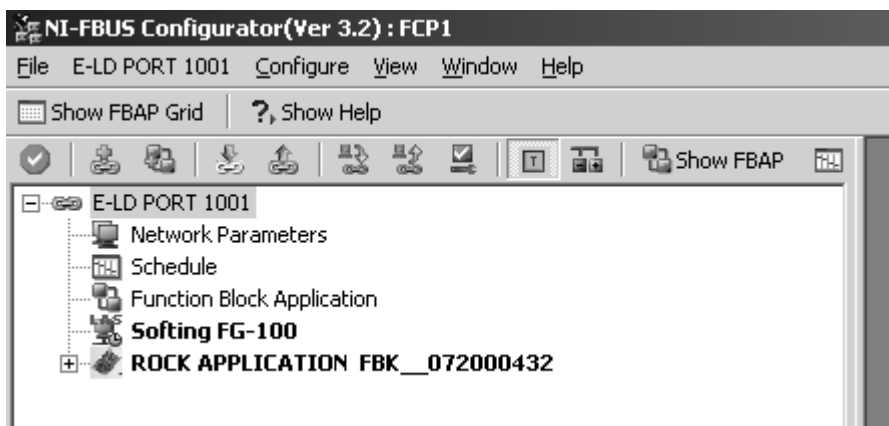 NI-FBUS Configurator(Ver 3.2) : FCP1
File E-LD PORT 1001 Configure View Window Help
Show FBAP Grid ?, Show Help
T Show FBAP
E-LD PORT 1001
Network Parameters
Schedule
Function Block Application
LAS Softing FG-100
ROCK APPLICATION FBK__072000432